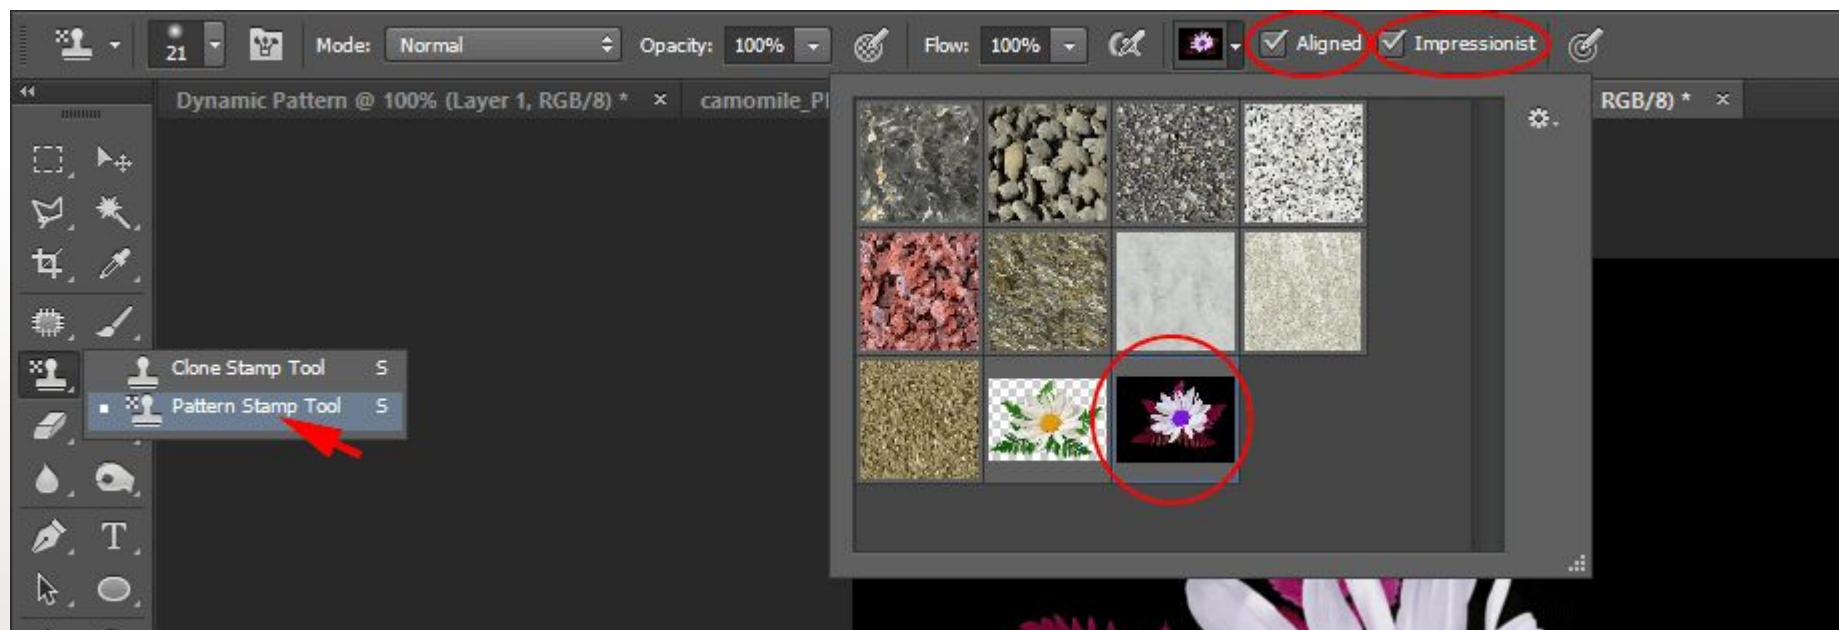 21 Mode: Normal Opacity: 100% Flow: 100% Aligned Impressionist
Dynamic Pattern @ 100% (Layer 1, RGB/8) * × camomile_Pl RGB/8) * ×
Clone Stamp Tool S
Pattern Stamp Tool S
T